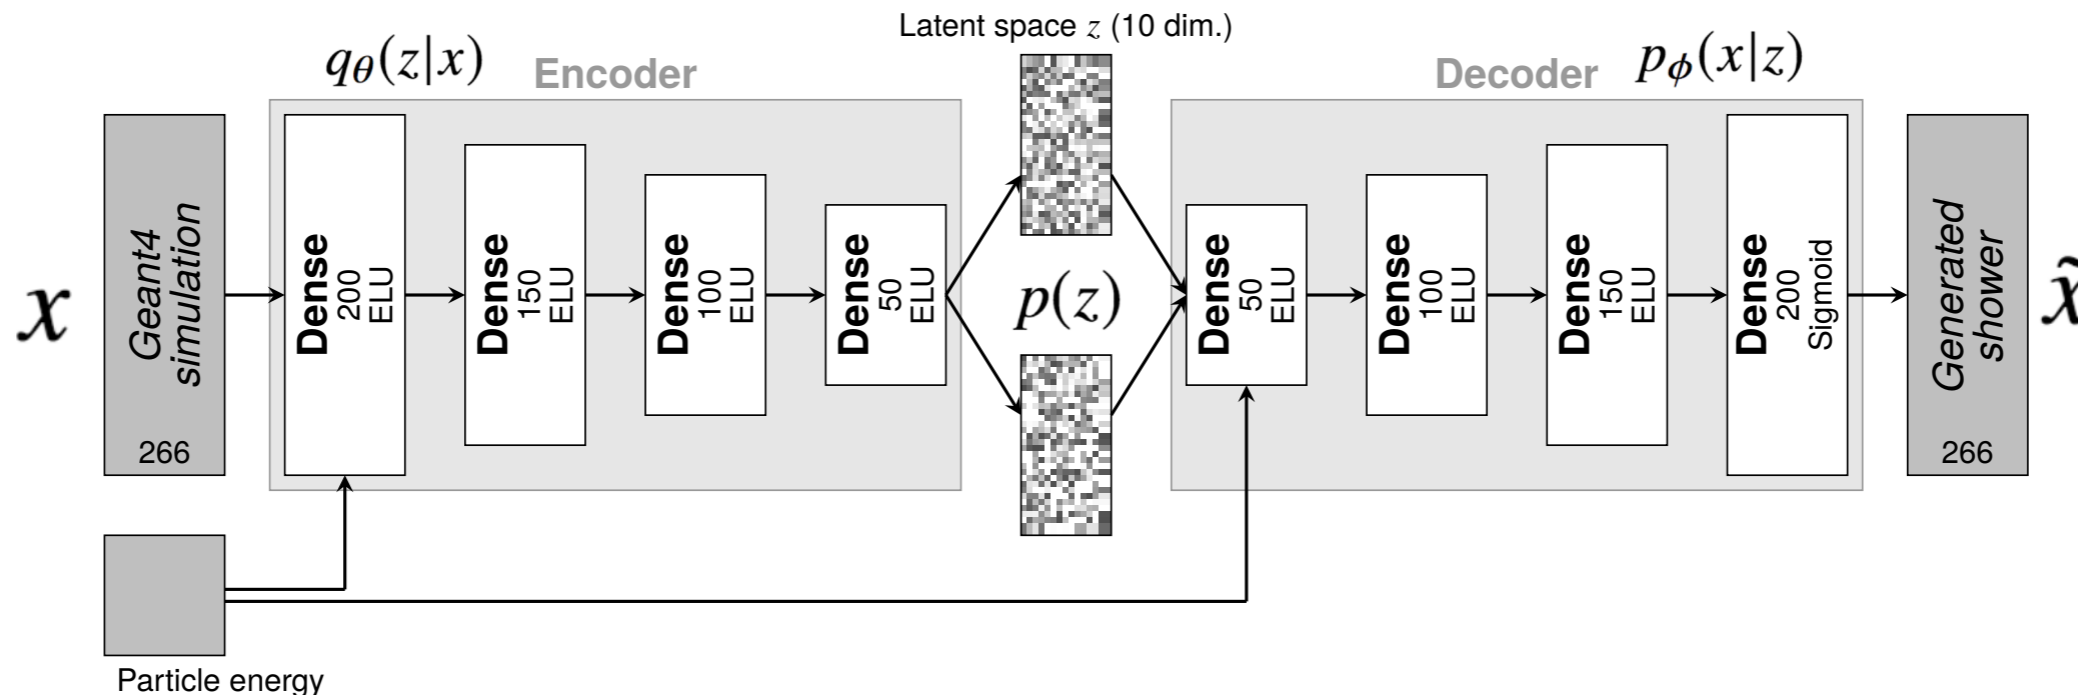 Latent space z (10 dim.)
qθ(z|x)
Encoder
Decoder
pϕ(x|z)
x
Geant4
simulation
266
Dense
200
ELU
Dense
150
ELU
Dense
100
ELU
Dense
50
ELU
p(z)
Dense
50
ELU
Dense
100
ELU
Dense
150
ELU
Dense
200
Sigmoid
Generated
shower
266
x̃
Particle energy